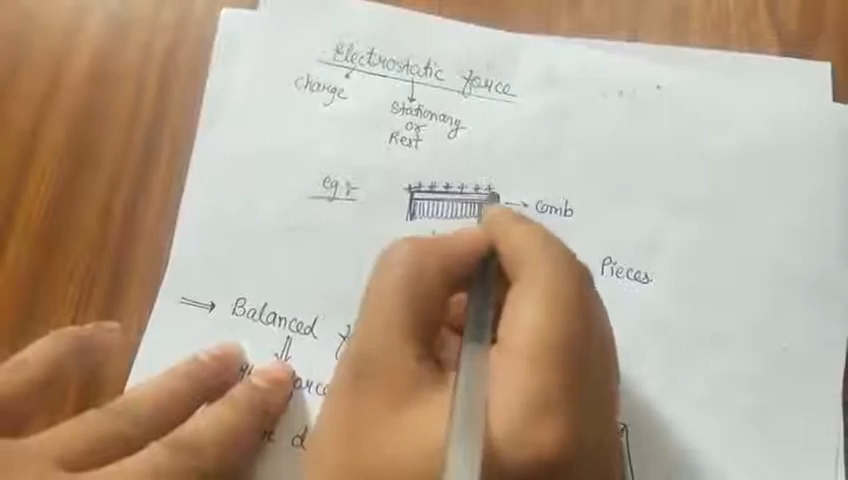 Electrostatic force
charge
Stationary
or
Rest
eg :-
+ + + + + + +
→ comb
Pieces
⇒ Balanced